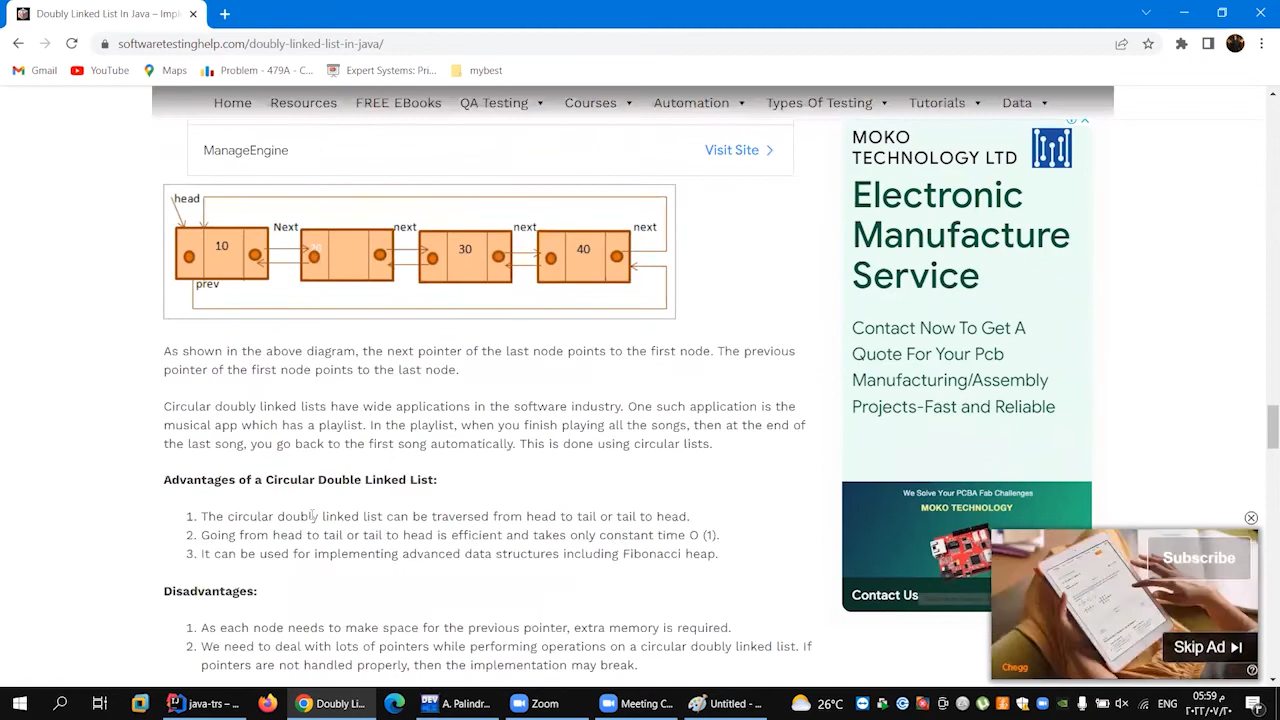 Doubly Linked List In Java – Impl
softwaretestinghelp.com/doubly-linked-list-in-java/
Gmail
YouTube
Maps
Problem - 479A - C...
Expert Systems: Pri...
mybest
Home
Resources
FREE EBooks
QA Testing
Courses
Automation
Types Of Testing
Tutorials
Data
ManageEngine
Visit Site
head
Next
next
next
next
10
20
30
40
prev
As shown in the above diagram, the next pointer of the last node points to the first node. The previous
pointer of the first node points to the last node.
Circular doubly linked lists have wide applications in the software industry. One such application is the
musical app which has a playlist. In the playlist, when you finish playing all the songs, then at the end of
the last song, you go back to the first song automatically. This is done using circular lists.
Advantages of a Circular Double Linked List:
1. The circular doubly linked list can be traversed from head to tail or tail to head.
2. Going from head to tail or tail to head is efficient and takes only constant time O (1).
3. It can be used for implementing advanced data structures including Fibonacci heap.
Disadvantages:
1. As each node needs to make space for the previous pointer, extra memory is required.
2. We need to deal with lots of pointers while performing operations on a circular doubly linked list. If
pointers are not handled properly, then the implementation may break.
MOKO
TECHNOLOGY LTD
Electronic
Manufacture
Service
Contact Now To Get A
Quote For Your Pcb
Manufacturing/Assembly
Projects-Fast and Reliable
We Solve Your PCBA Fab Challenges
MOKO TECHNOLOGY
Contact Us
Subscribe
Skip Ad
Chegg
java-trs – ...
Doubly Li...
A. Palindr...
Zoom
Meeting C...
Untitled - ...
26°C
ENG
05:59